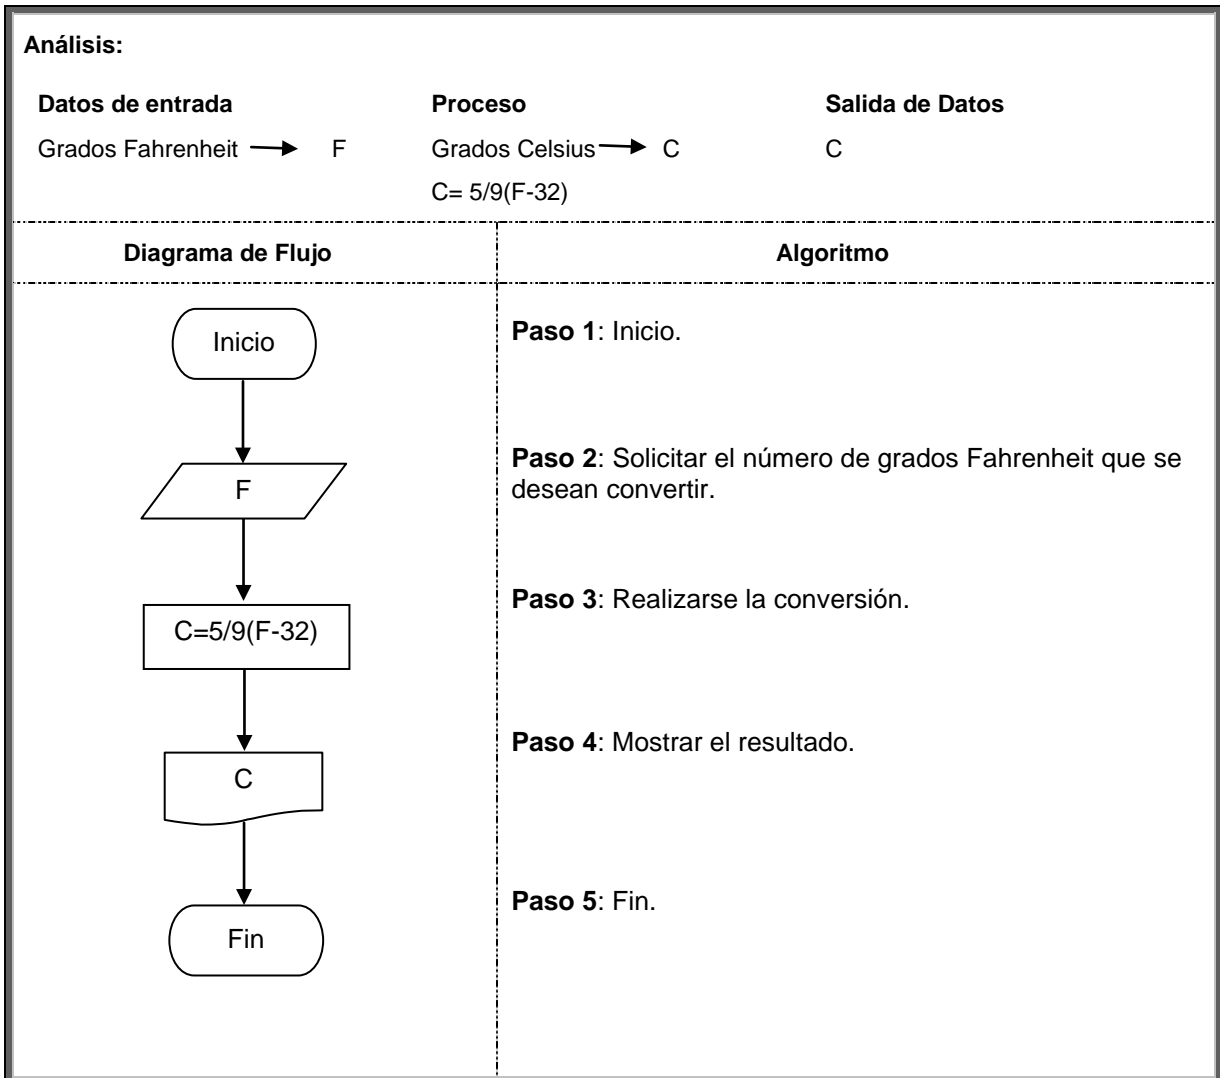 Análisis:
Datos de entrada Proceso Salida de Datos
Grados Fahrenheit F Grados Celsius C C
C= 5/9(F-32)
Diagrama de Flujo Algoritmo
Inicio
Paso 1: Inicio.
F
Paso 2: Solicitar el número de grados Fahrenheit que se
desean convertir.
C=5/9(F-32)
Paso 3: Realizarse la conversión.
C
Paso 4: Mostrar el resultado.
Fin
Paso 5: Fin.